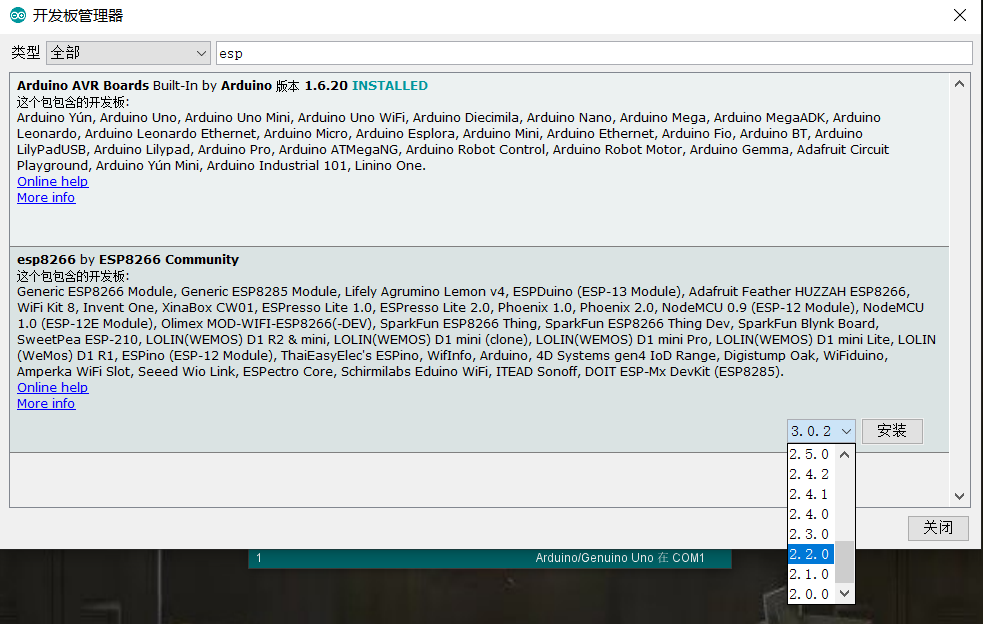 开发板管理器
类型 全部 esp
Arduino AVR Boards Built-In by Arduino 版本 1.6.20 INSTALLED
这个包包含的开发板:
Arduino Yún, Arduino Uno, Arduino Uno Mini, Arduino Uno WiFi, Arduino Diecimila, Arduino Nano, Arduino Mega, Arduino MegaADK, Arduino
Leonardo, Arduino Leonardo Ethernet, Arduino Micro, Arduino Esplora, Arduino Mini, Arduino Ethernet, Arduino Fio, Arduino BT, Arduino
LilyPadUSB, Arduino Lilypad, Arduino Pro, Arduino ATMegaNG, Arduino Robot Control, Arduino Robot Motor, Arduino Gemma, Adafruit Circuit
Playground, Arduino Yún Mini, Arduino Industrial 101, Linino One.
Online help
More info
esp8266 by ESP8266 Community
这个包包含的开发板:
Generic ESP8266 Module, Generic ESP8285 Module, Lifely Agrumino Lemon v4, ESPDuino (ESP-13 Module), Adafruit Feather HUZZAH ESP8266,
WiFi Kit 8, Invent One, XinaBox CW01, ESPresso Lite 1.0, ESPresso Lite 2.0, Phoenix 1.0, Phoenix 2.0, NodeMCU 0.9 (ESP-12 Module), NodeMCU
1.0 (ESP-12E Module), Olimex MOD-WIFI-ESP8266(-DEV), SparkFun ESP8266 Thing, SparkFun ESP8266 Thing Dev, SparkFun Blynk Board,
SweetPea ESP-210, LOLIN(WEMOS) D1 R2 & mini, LOLIN(WEMOS) D1 mini (clone), LOLIN(WEMOS) D1 mini Pro, LOLIN(WEMOS) D1 mini Lite, LOLIN
(WeMos) D1 R1, ESPino (ESP-12 Module), ThaiEasyElec's ESPino, WifInfo, Arduino, 4D Systems gen4 IoD Range, Digistump Oak, WiFiduino,
Amperka WiFi Slot, Seeed Wio Link, ESPectro Core, Schirmilabs Eduino WiFi, ITEAD Sonoff, DOIT ESP-Mx DevKit (ESP8285).
Online help
More info
3.0.2 安装
2.5.0
2.4.2
2.4.1
2.4.0
2.3.0
2.2.0
2.1.0
2.0.0
关闭
1 Arduino/Genuino Uno 在 COM1